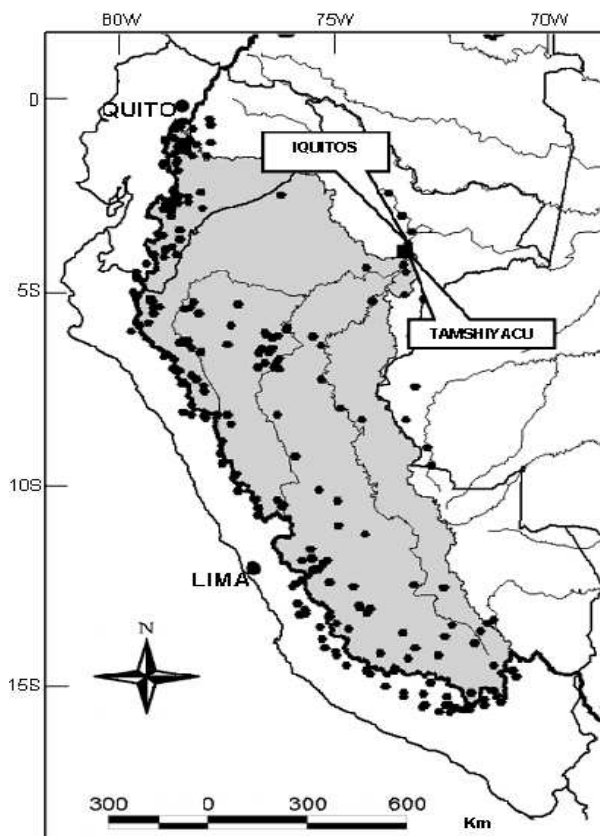 80W 75W 70W
0
QUITO
IQUITOS
5S
TAMSHIYACU
10S
LIMA
N
15S
300 0 300 600
Km